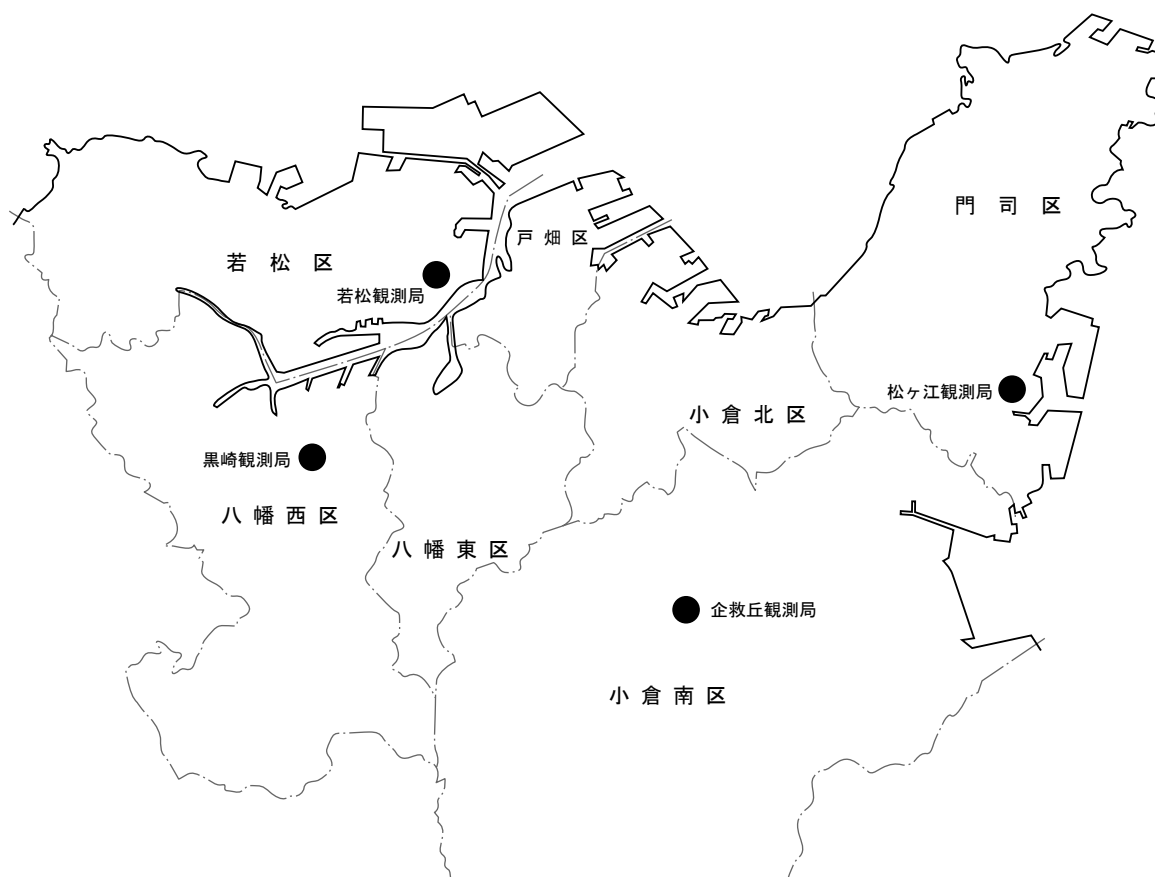 門司区
戸畑区
若松区
若松観測局
松ヶ江観測局
小倉北区
黒崎観測局
八幡西区
八幡東区
企救丘観測局
小倉南区